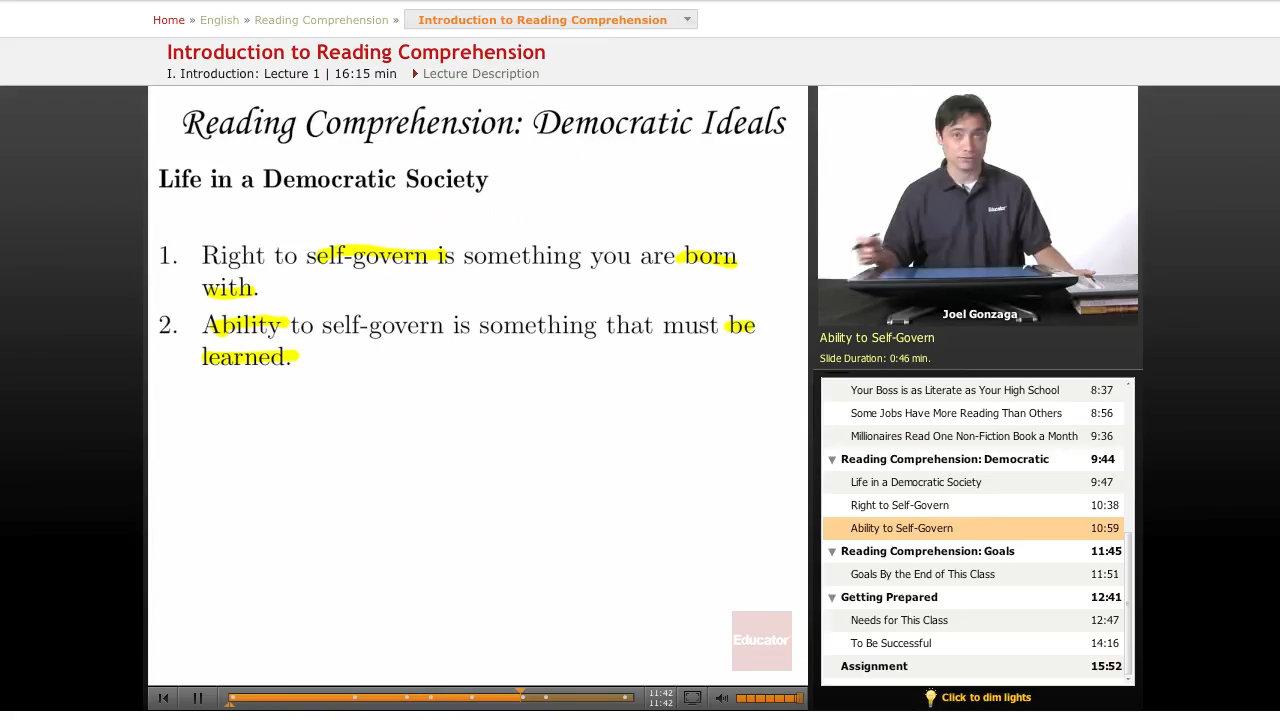 Home » English » Reading Comprehension » Introduction to Reading Comprehension
Introduction to Reading Comprehension
I. Introduction: Lecture 1 | 16:15 min Lecture Description
Reading Comprehension: Democratic Ideals
Life in a Democratic Society
1. Right to self-govern is something you are born
with.
2. Ability to self-govern is something that must be
learned.
Educator
11:42
11:42
Educator
Joel Gonzaga
Ability to Self-Govern
Slide Duration: 0:46 min.
Your Boss is as Literate as Your High School 8:37
Some Jobs Have More Reading Than Others 8:56
Millionaires Read One Non-Fiction Book a Month 9:36
Reading Comprehension: Democratic 9:44
Life in a Democratic Society 9:47
Right to Self-Govern 10:38
Ability to Self-Govern 10:59
Reading Comprehension: Goals 11:45
Goals By the End of This Class 11:51
Getting Prepared 12:41
Needs for This Class 12:47
To Be Successful 14:16
Assignment 15:52
Click to dim lights